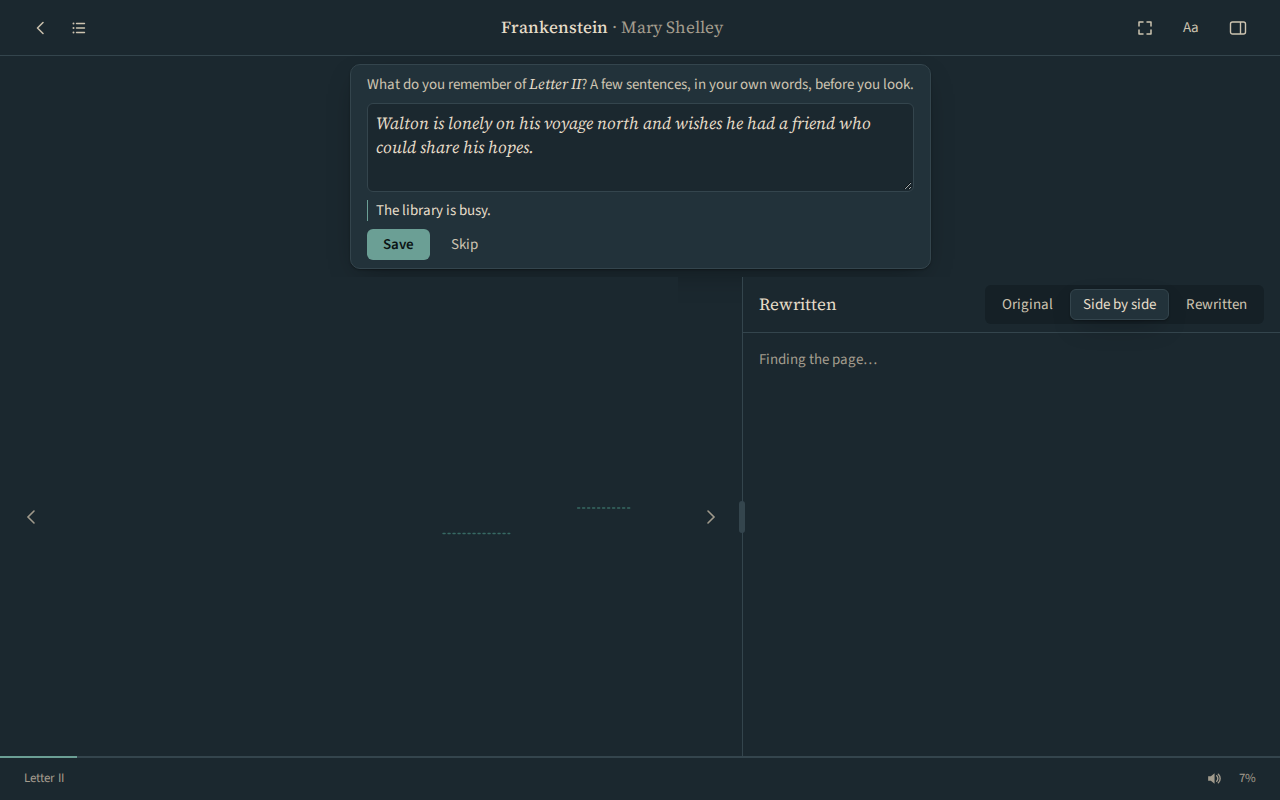 Frankenstein · Mary Shelley
Aa
What do you remember of Letter II? A few sentences, in your own words, before you look.
Walton is lonely on his voyage north and wishes he had a friend who
could share his hopes.
The library is busy.
Save
Skip
Rewritten
Original
Side by side
Rewritten
Finding the page…
Letter II
7%